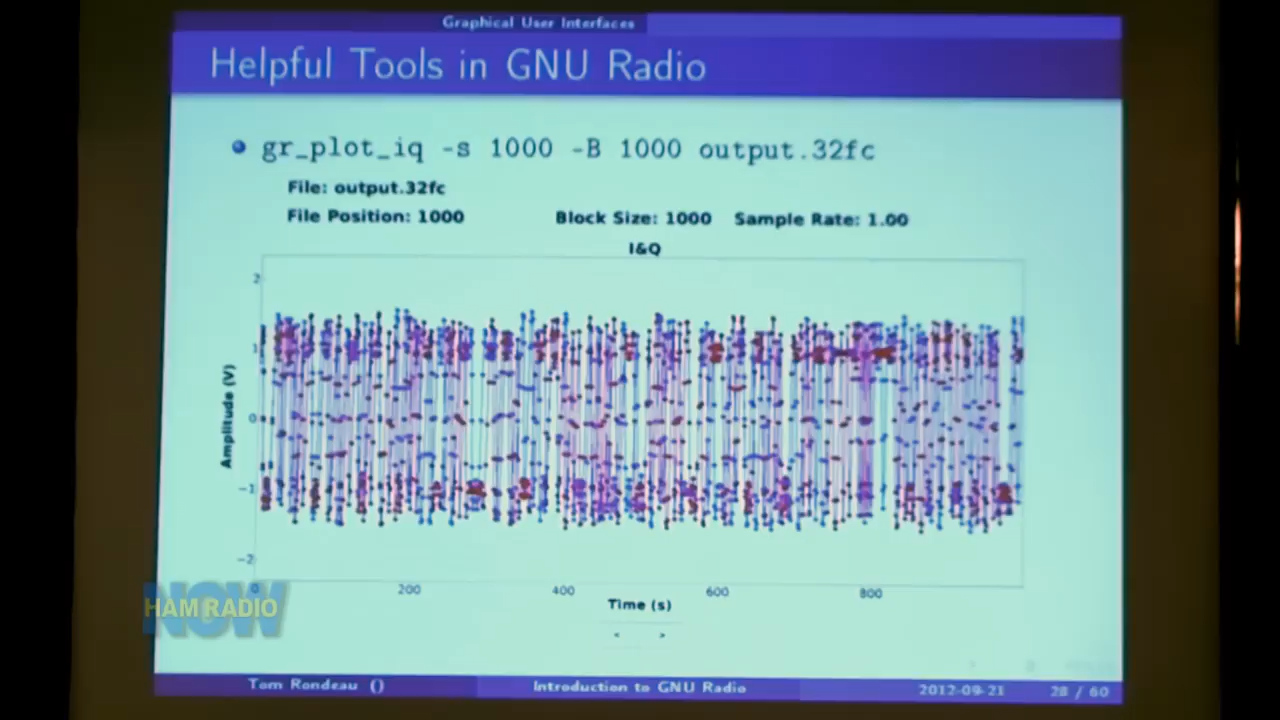 Graphical User Interfaces
Helpful Tools in GNU Radio
gr_plot_iq -s 1000 -B 1000 output.32fc
File: output.32fc
File Position: 1000 Block Size: 1000 Sample Rate: 1.00
I&Q
2
1
0
-1
-2
Amplitude (V)
0 200 400 600 800
Time (s)
< >
HAM RADIO
NOW
Tom Rondeau () Introduction to GNU Radio 2012-09-21 28 / 60